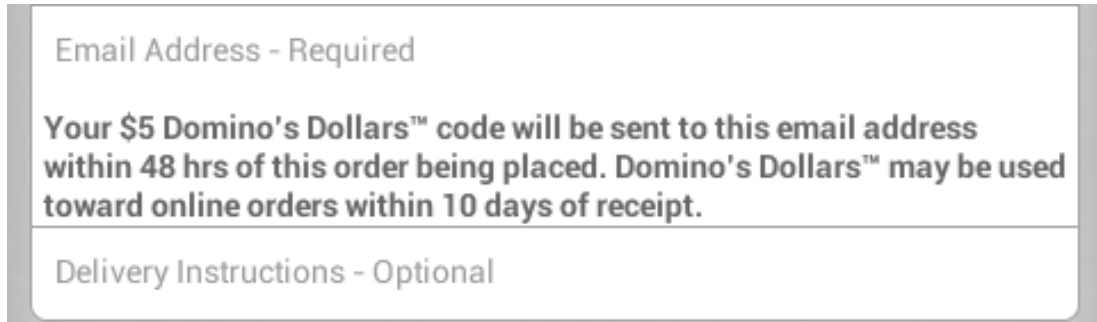 Email Address - Required
Your $5 Domino's Dollars™ code will be sent to this email address
within 48 hrs of this order being placed. Domino's Dollars™ may be used
toward online orders within 10 days of receipt.
Delivery Instructions - Optional